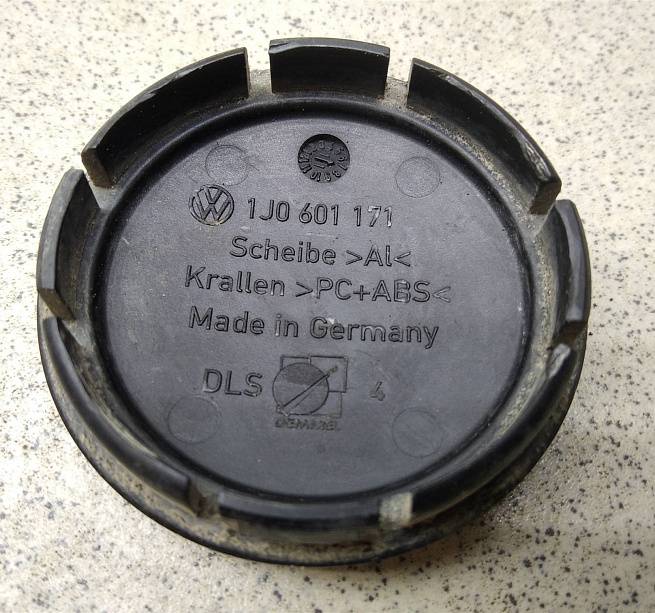 1J0 601 171
Scheibe >Al<
Krallen >PC+ABS<
Made in Germany
DLS 4